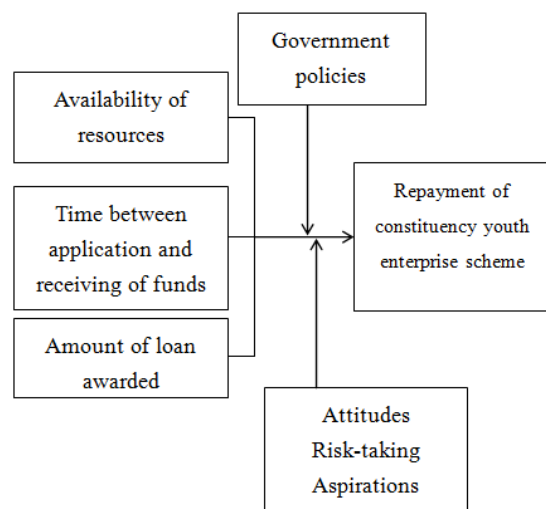 Government
policies
Availability of
resources
Time between
application and
receiving of funds
Amount of loan
awarded
Repayment of
constituency youth
enterprise scheme
Attitudes
Risk-taking
Aspirations